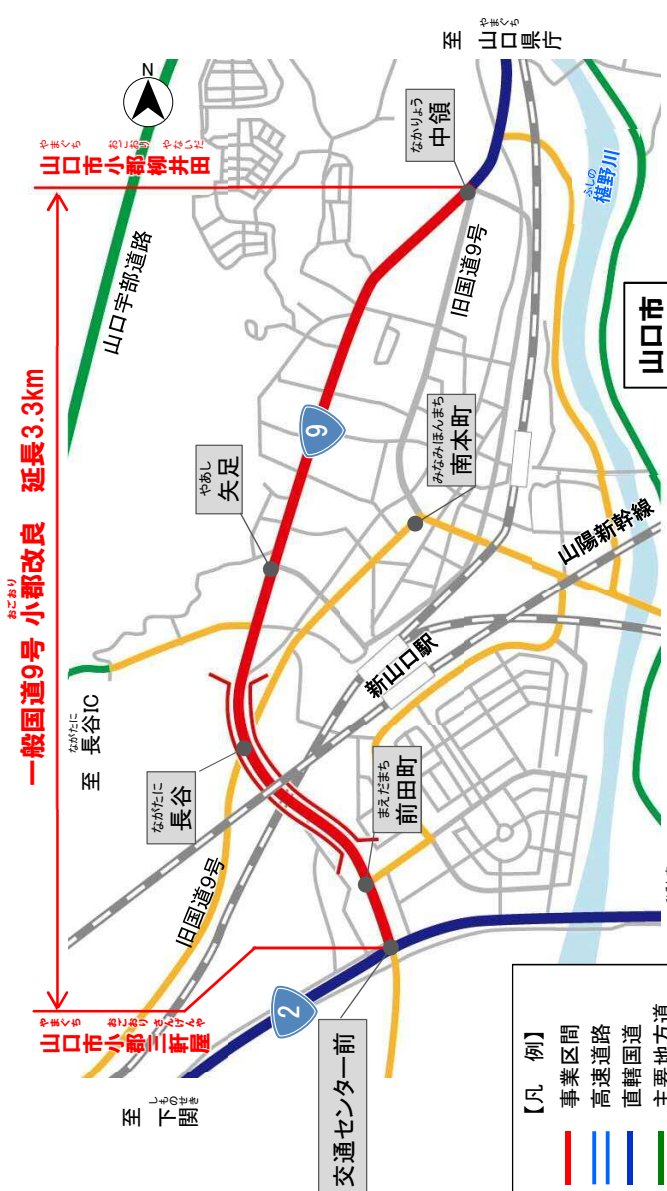 一般国道9号 小郡改良　延長3.3km
おごおり
やまぐち　おごおり　さんげんや
山口市小郡三軒屋
やまぐち　おごおり　やないだ
山口市小郡柳井田
N
至 長谷IC
ながたに
山口宇部道路
至 下関
しものせき
至 山口県庁
やまぐち
ながたに
長谷
やあし
矢足
なかりょう
中領
旧国道9号
9
旧国道9号
2
まえだまち
前田町
みなみほんまち
南本町
新山口駅
山陽新幹線
ふしの
椹野川
交通センター前
山口市
【凡　例】
事業区間
高速道路
直轄国道
主要地方道